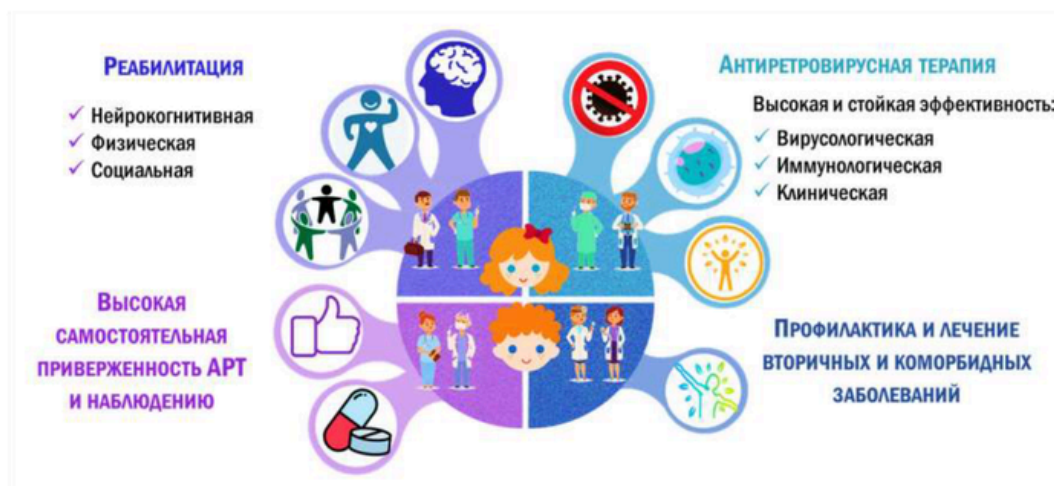 РЕАБИЛИТАЦИЯ
Нейрокогнитивная
Физическая
Социальная
АНТИРЕТРОВИРУСНАЯ ТЕРАПИЯ
Высокая и стойкая эффективность:
Вирусологическая
Иммунологическая
Клиническая
ВЫСОКАЯ
САМОСТОЯТЕЛЬНАЯ
ПРИВЕРЖЕННОСТЬ АРТ
И НАБЛЮДЕНИЮ
ПРОФИЛАКТИКА И ЛЕЧЕНИЕ
ВТОРИЧНЫХ И КОМОРБИДНЫХ
ЗАБОЛЕВАНИЙ